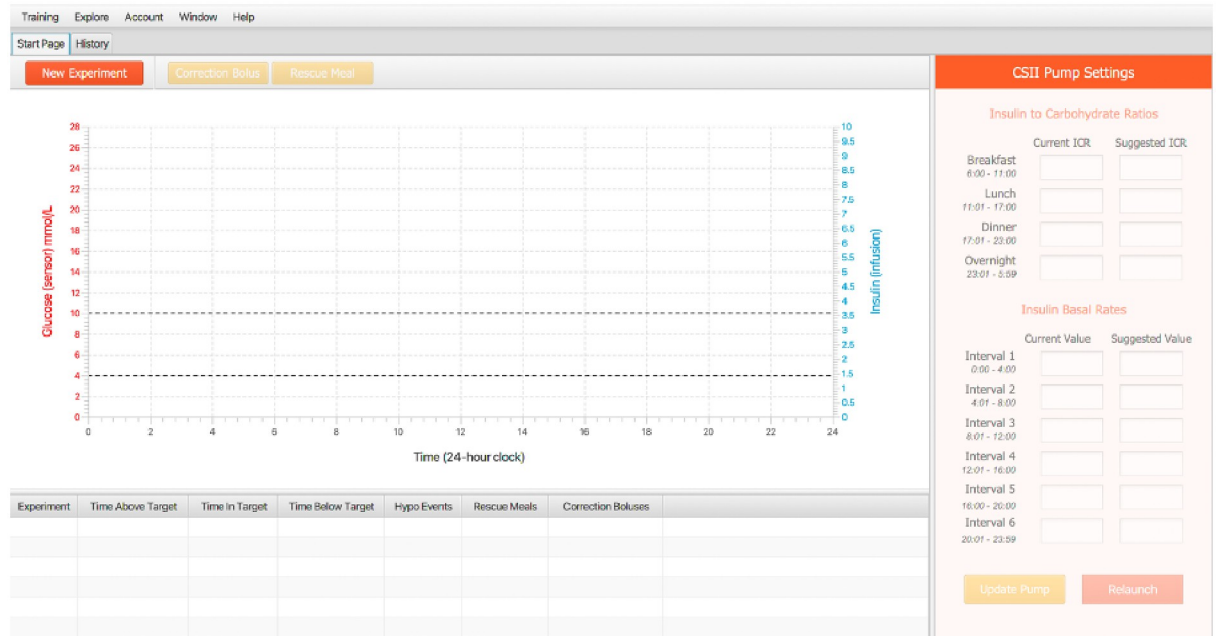 Training Explore Account Window Help
Start Page History
New Experiment Correction Bolus Rescue Meal
28
26
24
22
20
18
16
14
12
10
8
6
4
2
0
Glucose (sensor) mmol/L
10
9.5
9
8.5
8
7.5
7
6.5
6
5.5
5
4.5
4
3.5
3
2.5
2
1.5
1
0.5
0
Insulin (infusion)
0 2 4 6 8 10 12 14 16 18 20 22 24
Time (24-hour clock)
Experiment Time Above Target Time In Target Time Below Target Hypo Events Rescue Meals Correction Boluses
CSII Pump Settings
Insulin to Carbohydrate Ratios
Current ICR Suggested ICR
Breakfast
6:00 - 11:00
Lunch
11:01 - 17:00
Dinner
17:01 - 23:00
Overnight
23:01 - 5:59
Insulin Basal Rates
Current Value Suggested Value
Interval 1
0:00 - 4:00
Interval 2
4:01 - 8:00
Interval 3
8:01 - 12:00
Interval 4
12:01 - 16:00
Interval 5
16:00 - 20:00
Interval 6
20:01 - 23:59
Update Pump Relaunch